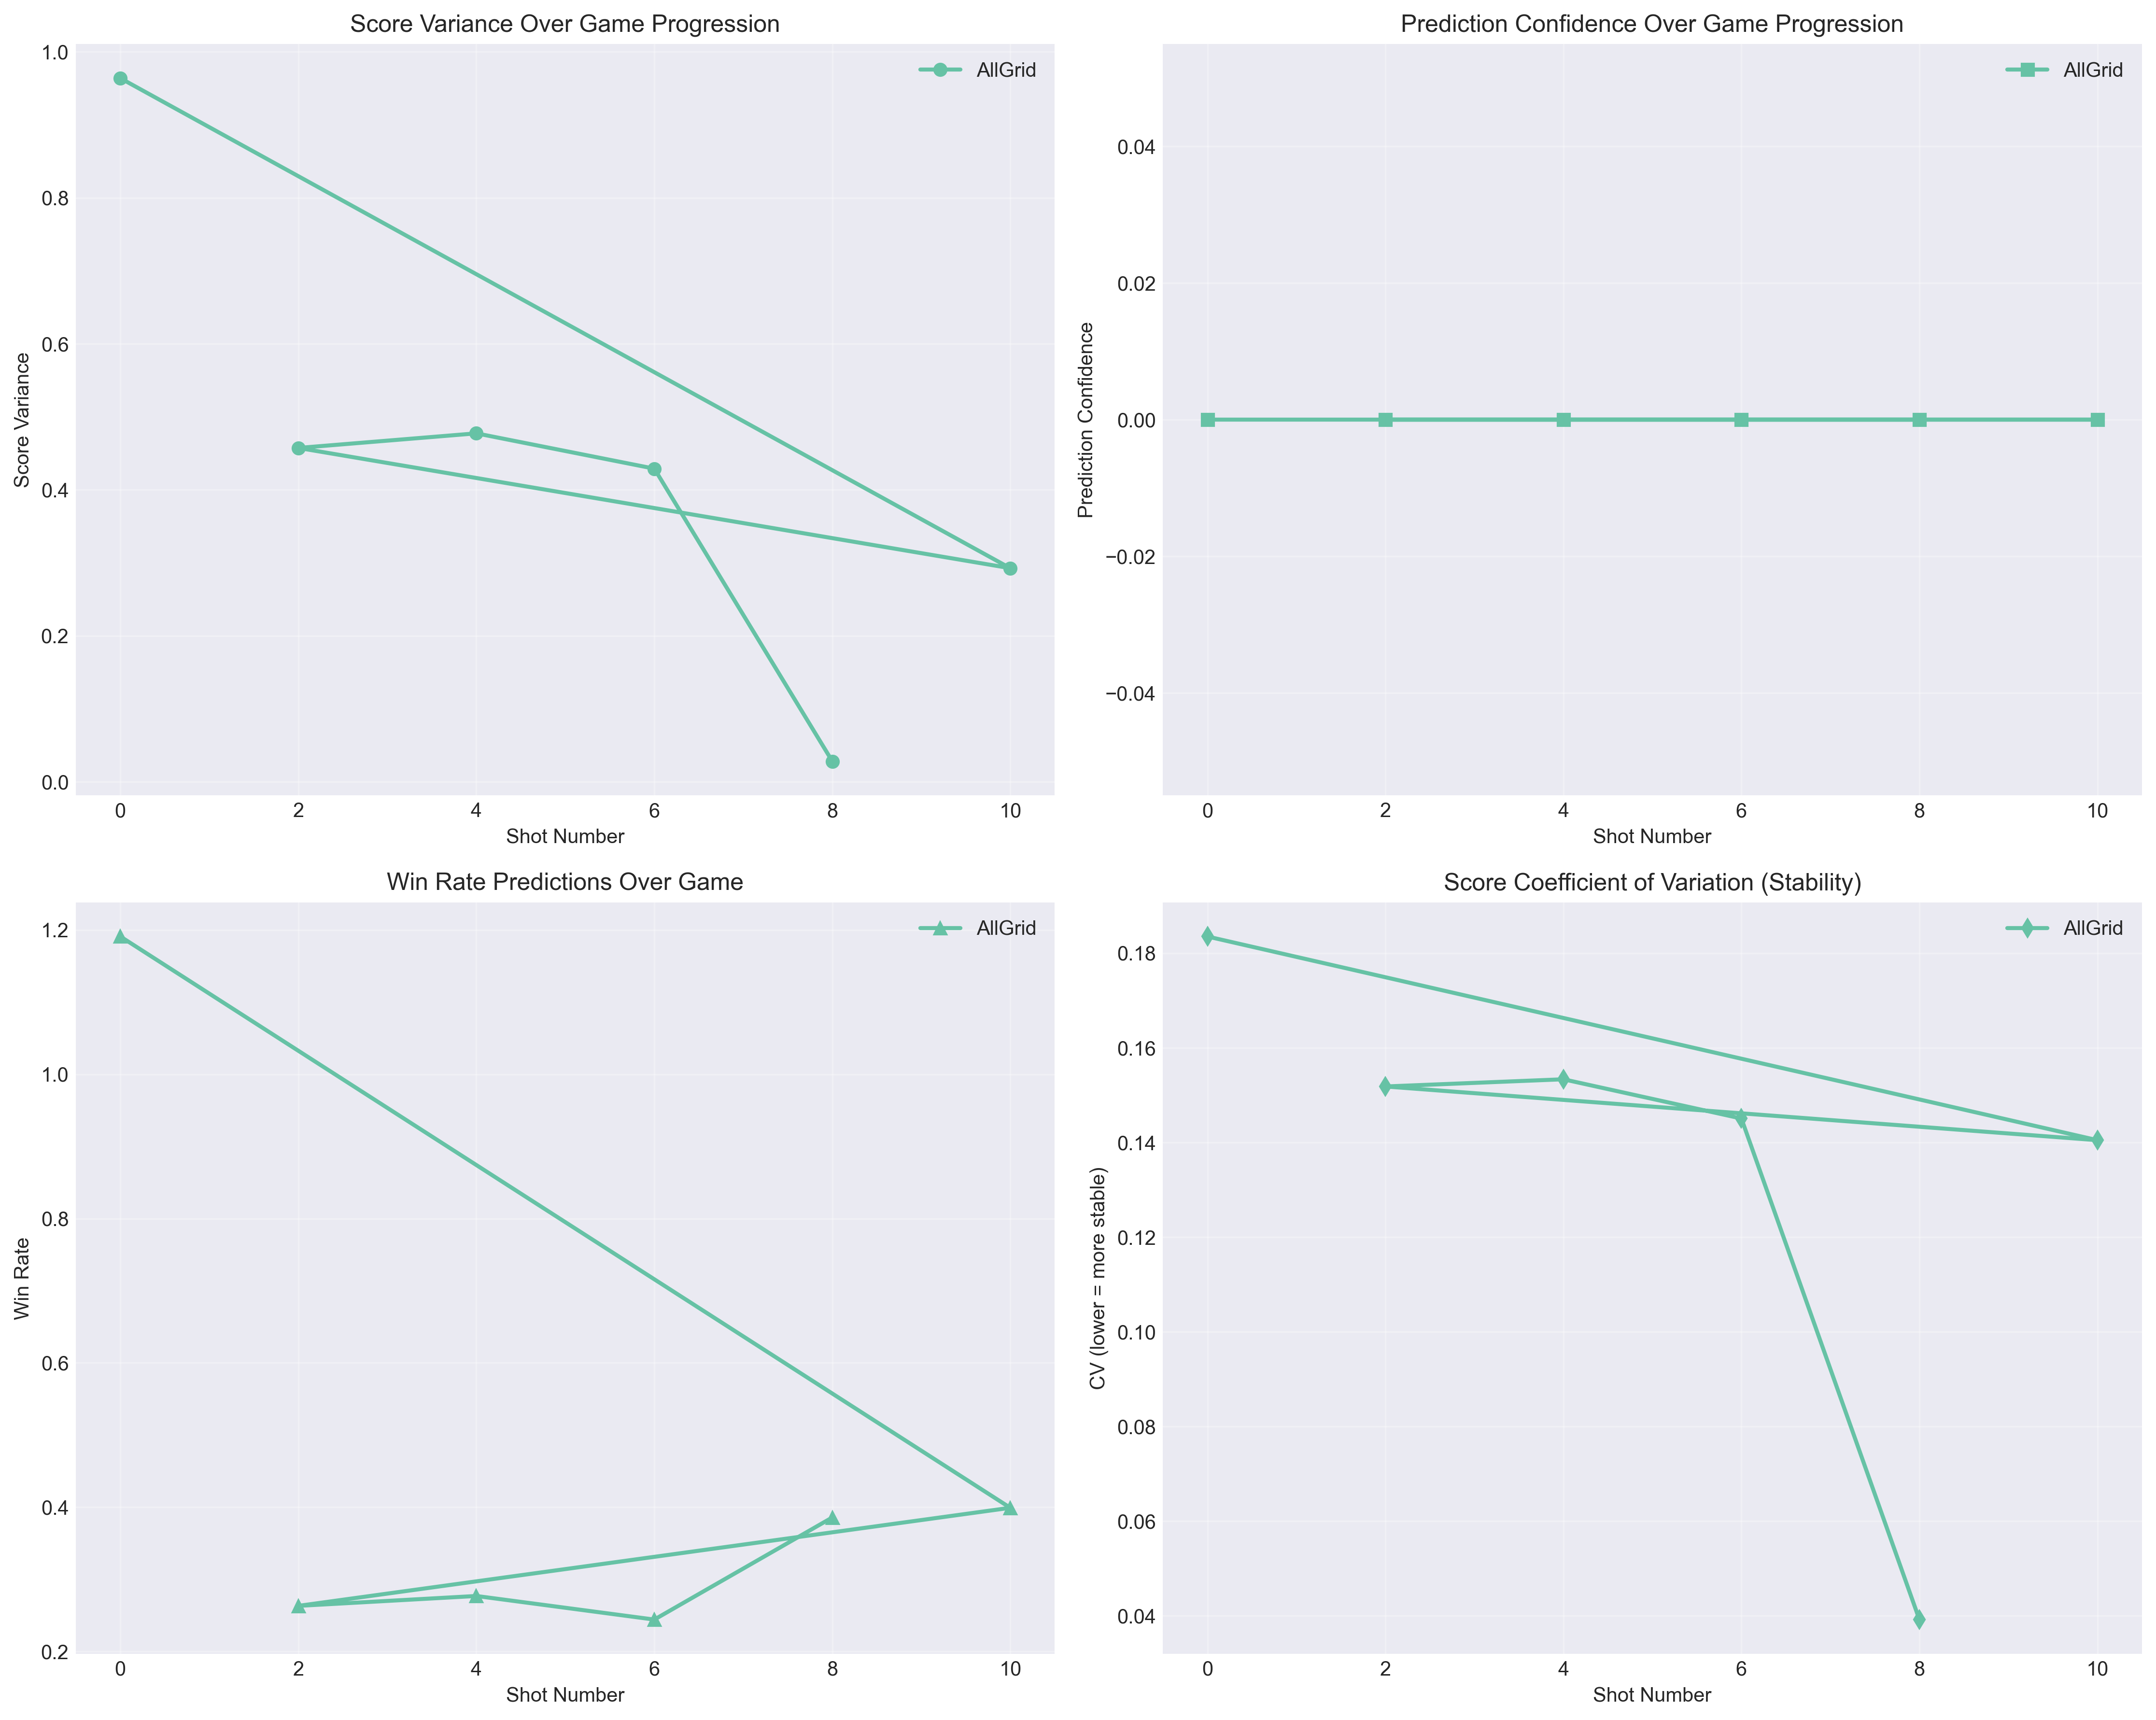 Score Variance Over Game Progression
AllGrid
Score Variance
1.0
0.8
0.6
0.4
0.2
0.0
0 2 4 6 8 10
Shot Number
Prediction Confidence Over Game Progression
AllGrid
Prediction Confidence
0.04
0.02
0.00
−0.02
−0.04
0 2 4 6 8 10
Shot Number
Win Rate Predictions Over Game
AllGrid
Win Rate
1.2
1.0
0.8
0.6
0.4
0.2
0 2 4 6 8 10
Shot Number
Score Coefficient of Variation (Stability)
AllGrid
CV (lower = more stable)
0.18
0.16
0.14
0.12
0.10
0.08
0.06
0.04
0 2 4 6 8 10
Shot Number